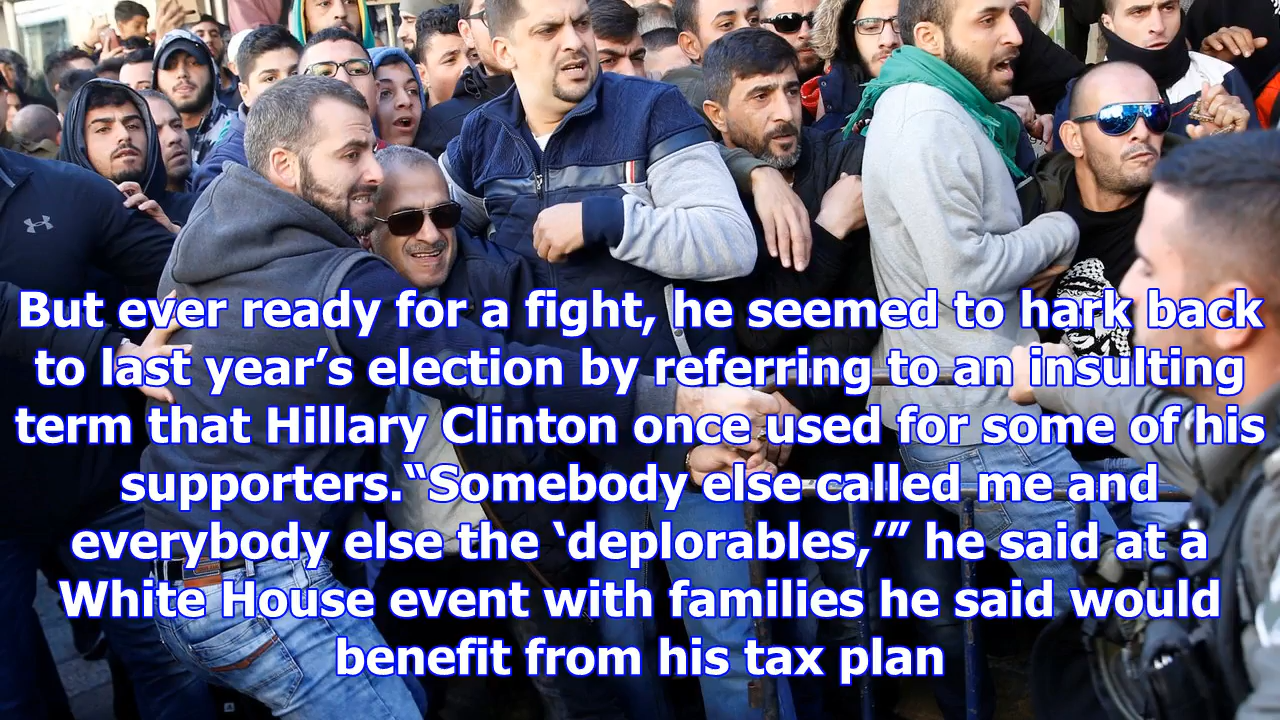 But ever ready for a fight, he seemed to hark back
to last year’s election by referring to an insulting
term that Hillary Clinton once used for some of his
supporters.“Somebody else called me and
everybody else the ‘deplorables,’” he said at a
White House event with families he said would
benefit from his tax plan